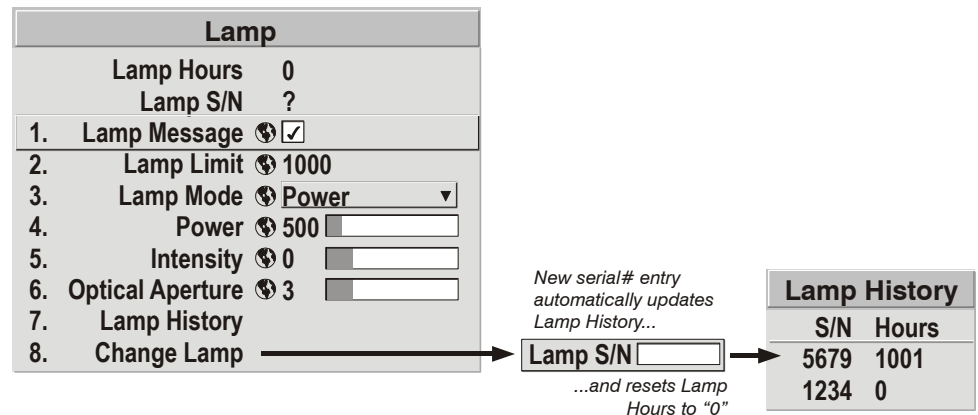 Lamp
Lamp Hours 0
Lamp S/N ?
1. Lamp Message ✓
2. Lamp Limit 1000
3. Lamp Mode Power ▼
4. Power 500
5. Intensity 0
6. Optical Aperture 3
7. Lamp History
8. Change Lamp
New serial# entry
automatically updates
Lamp History...
Lamp S/N
...and resets Lamp
Hours to “0”
Lamp History
S/N Hours
5679 1001
1234 0